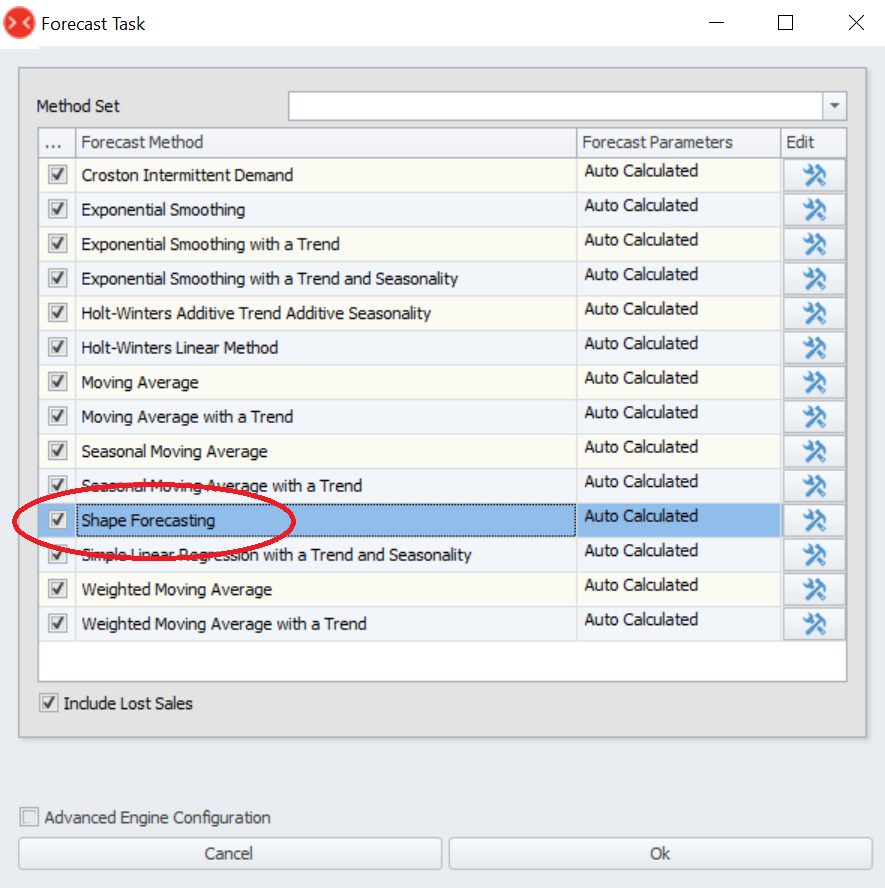 Forecast Task
Method Set
... Forecast Method Forecast Parameters Edit
Croston Intermittent Demand Auto Calculated
Exponential Smoothing Auto Calculated
Exponential Smoothing with a Trend Auto Calculated
Exponential Smoothing with a Trend and Seasonality Auto Calculated
Holt-Winters Additive Trend Additive Seasonality Auto Calculated
Holt-Winters Linear Method Auto Calculated
Moving Average Auto Calculated
Moving Average with a Trend Auto Calculated
Seasonal Moving Average Auto Calculated
Seasonal Moving Average with a Trend Auto Calculated
Shape Forecasting Auto Calculated
Simple Linear Regression with a Trend and Seasonality Auto Calculated
Weighted Moving Average Auto Calculated
Weighted Moving Average with a Trend Auto Calculated
Include Lost Sales
Advanced Engine Configuration
Cancel Ok